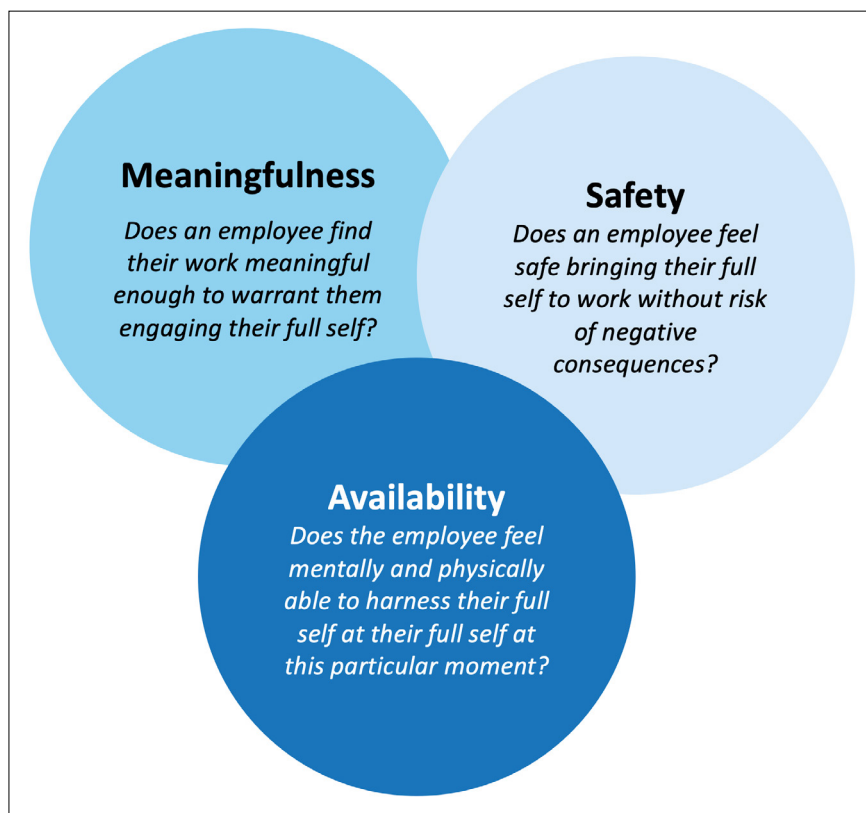 Meaningfulness
Does an employee find
their work meaningful
enough to warrant them
engaging their full self?
Safety
Does an employee feel
safe bringing their full
self to work without risk
of negative
consequences?
Availability
Does the employee feel
mentally and physically
able to harness their full
self at their full self at
this particular moment?